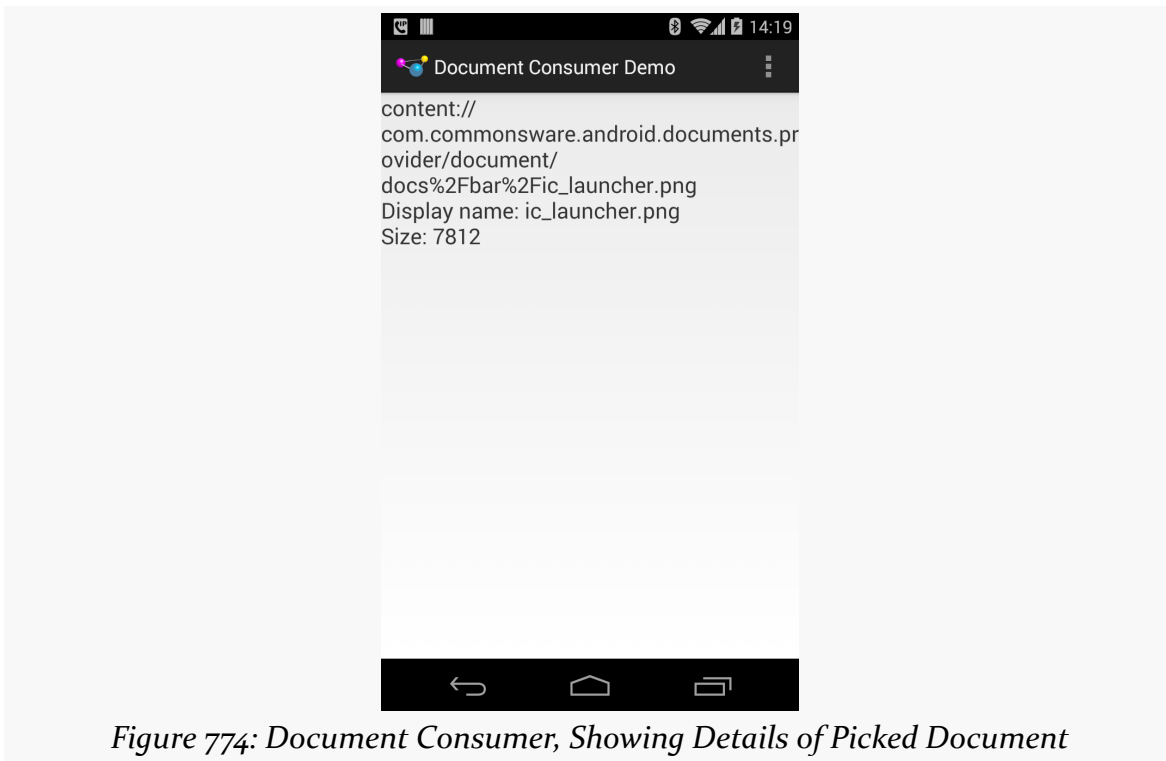 14:19
Document Consumer Demo
content://
com.commonsware.android.documents.pr
ovider/document/
docs%2Fbar%2Fic_launcher.png
Display name: ic_launcher.png
Size: 7812
Figure 774: Document Consumer, Showing Details of Picked Document